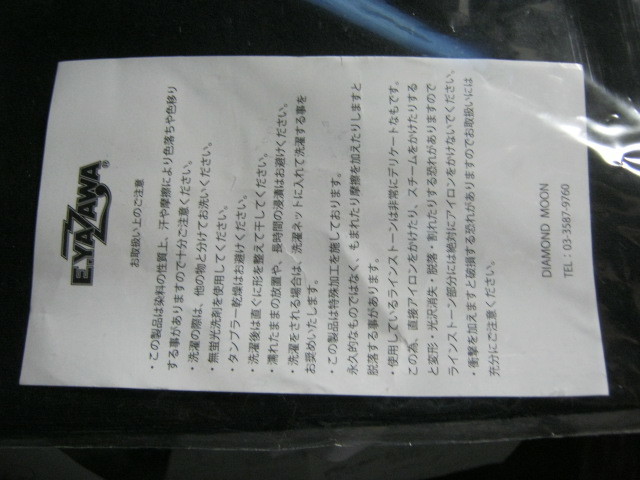 E.YAZAWA®
お取扱い上のご注意
・この製品は染料の性質上、汗や摩擦により色落ちや色移り
する事がありますので十分ご注意ください。
・洗濯の際は、他の物と分けてお洗いください。
・無蛍光洗剤を使用してください。
・タンブラー乾燥はお避けください。
・洗濯後は直ぐに形を整えて干してください。
・濡れたままの放置や、長時間の浸漬はお避けください。
・洗濯をされる場合は、洗濯ネットに入れて洗濯する事を
お奨めいたします。
・この製品は特殊加工を施しております。
永久的なものではなく、もまれたり摩擦を加えたりしますと
脱落する事があります。
・使用しているラインストーンは非常にデリケートなもです。
この為、直接アイロンをかけたり、スチームをかけたりする
と変形・光沢消失・脱落・割れたりする恐れがありますので
ラインストーン部分には絶対にアイロンをかけないでください。
・衝撃を加えますと破損する恐れがありますのでお取扱いには
充分にご注意ください。
DIAMOND MOON
TEL：03-3587-9760